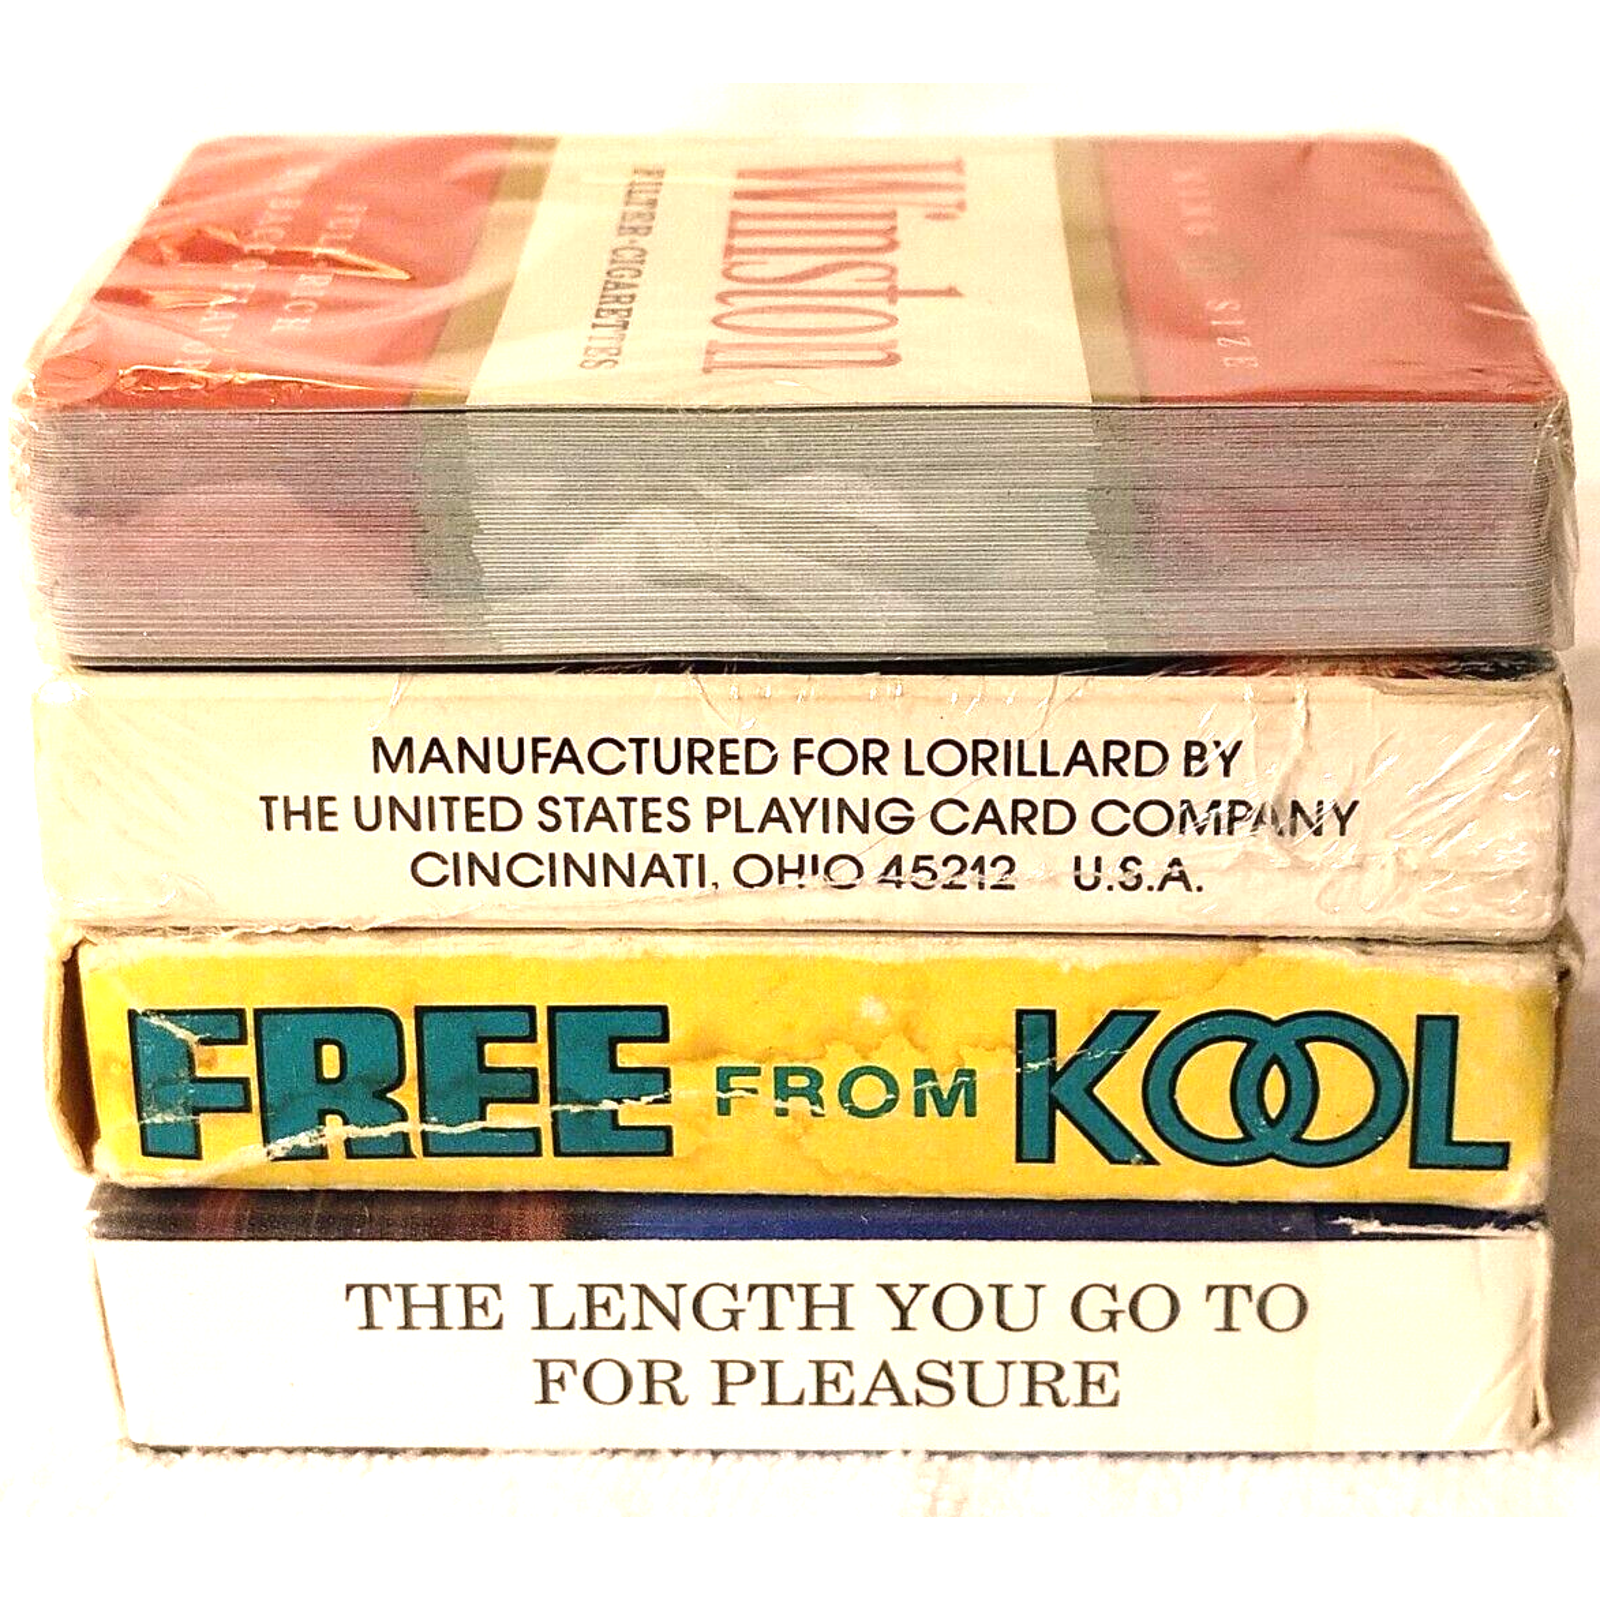 Winston
FILTER·CIGARETTES
SIZE
RICH
MANUFACTURED FOR LORILLARD BY
THE UNITED STATES PLAYING CARD COMPANY
CINCINNATI, OHIO 45212 U.S.A.
FREE FROM KOOL
THE LENGTH YOU GO TO
FOR PLEASURE